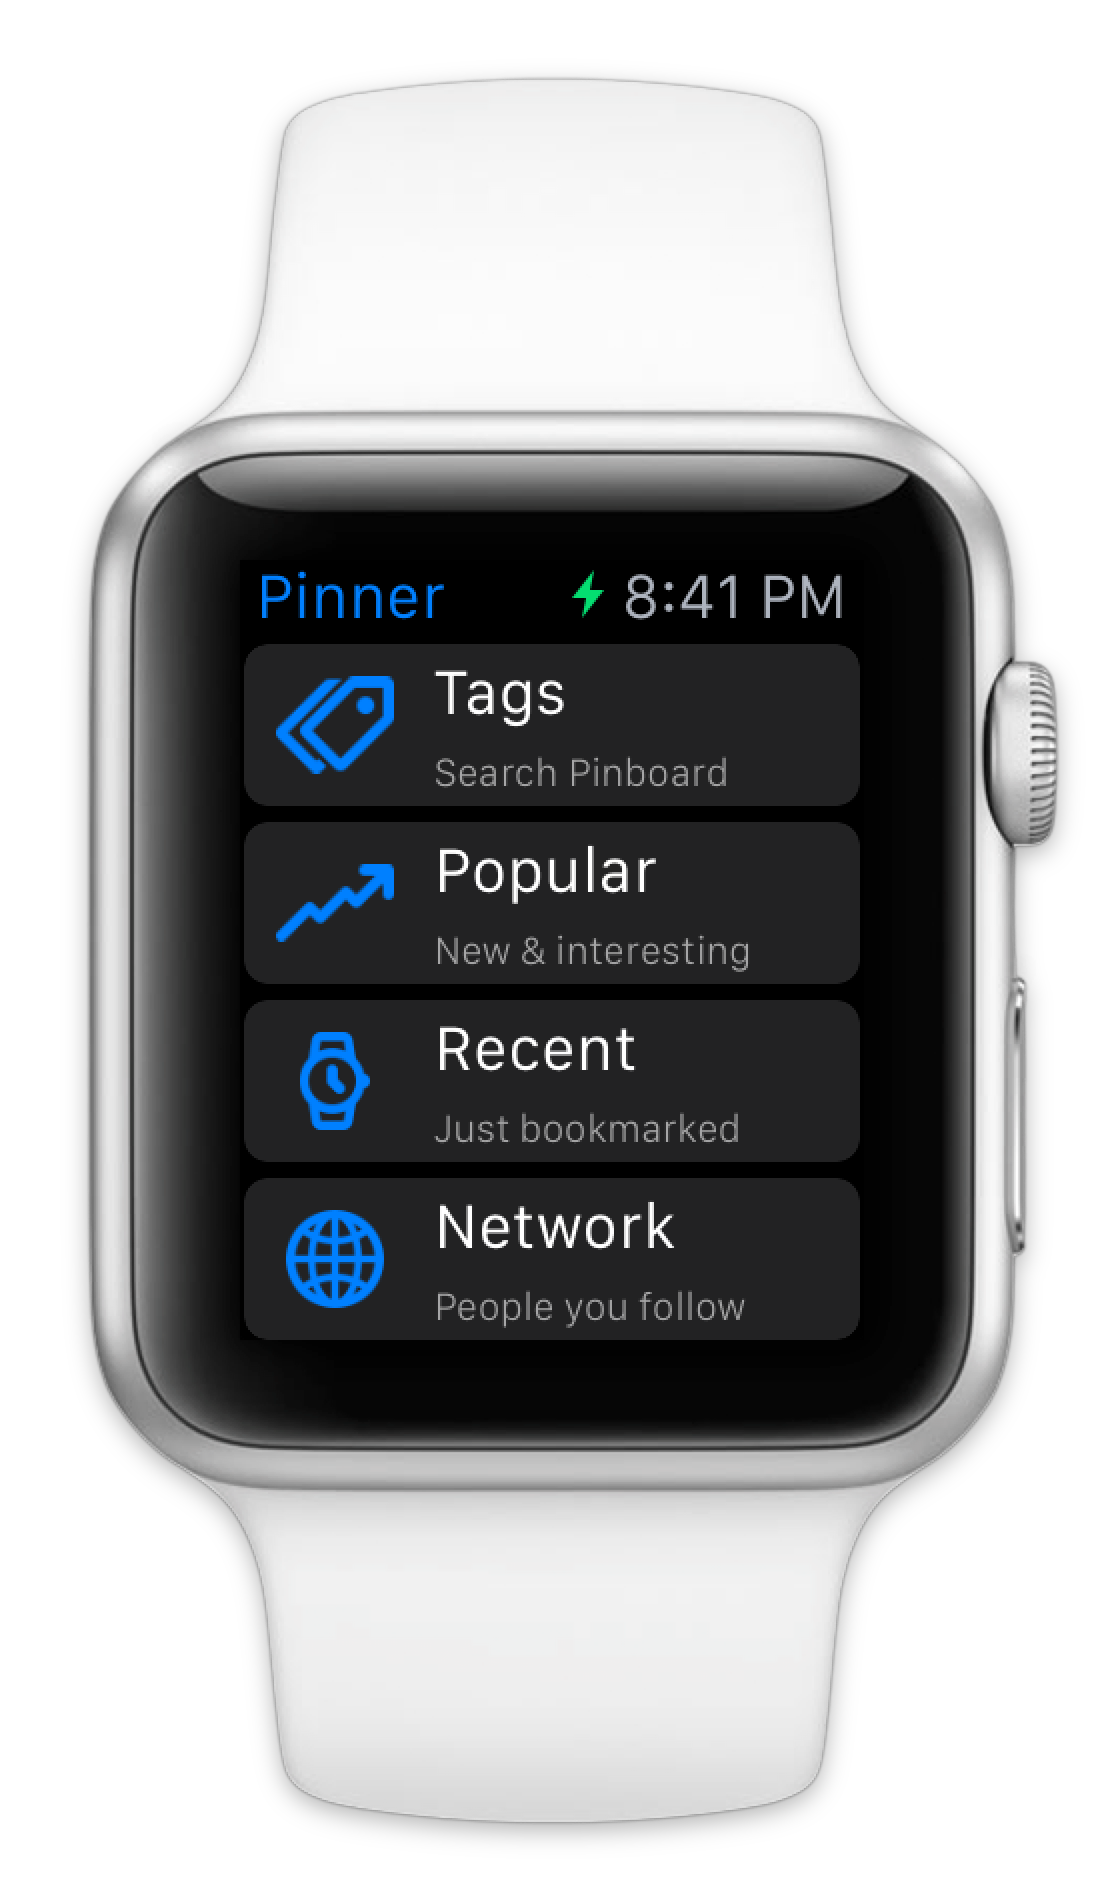 Pinner 8:41 PM
Tags
Search Pinboard
Popular
New & interesting
Recent
Just bookmarked
Network
People you follow